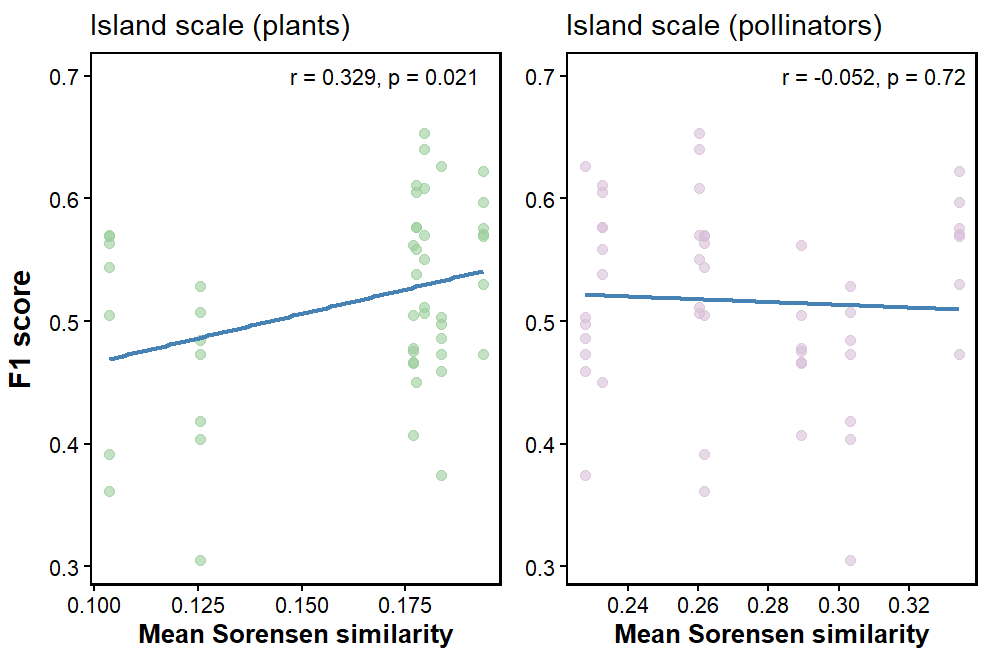 Island scale (plants)
r = 0.329, p = 0.021
F1 score
0.7
0.6
0.5
0.4
0.3
0.100 0.125 0.150 0.175
Mean Sorensen similarity
Island scale (pollinators)
r = -0.052, p = 0.72
0.7
0.6
0.5
0.4
0.3
0.24 0.26 0.28 0.30 0.32
Mean Sorensen similarity